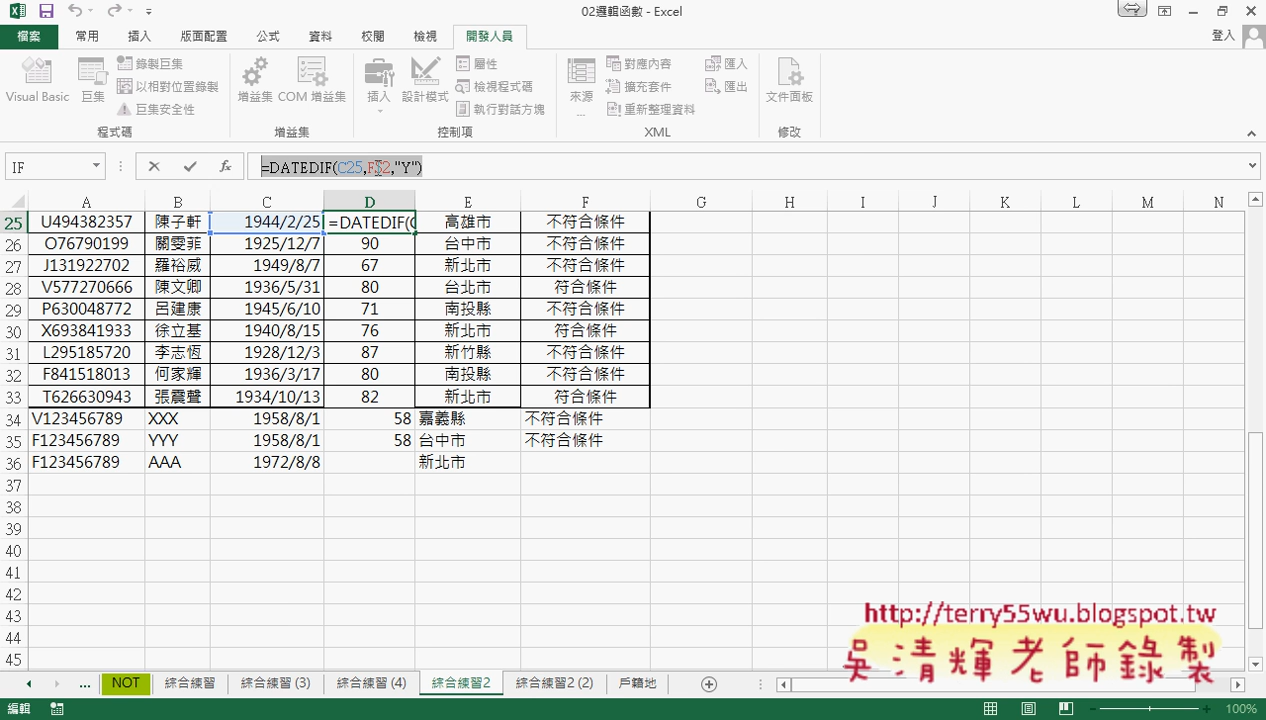 02邏輯函數 - Excel
檔案 常用 插入 版面配置 公式 資料 校閱 檢視 開發人員 登入
Visual Basic 巨集 錄製巨集 以相對位置錄製 巨集安全性 程式碼
增益集 COM 增益集 增益集
插入 設計模式 屬性 檢視程式碼 執行對話方塊 控制項
來源 ... 對應內容 擴充套件 重新整理資料 匯入 匯出 XML
文件面板 修改
IF =DATEDIF(C25,F$2,"Y")
A B C D E F G H I J K L M N
25 U494382357 陳子軒 1944/2/25 =DATEDIF(C 高雄市 不符合條件
26 O76790199 關雯菲 1925/12/7 90 台中市 不符合條件
27 J131922702 羅裕威 1949/8/7 67 新北市 不符合條件
28 V577270666 陳文卿 1936/5/31 80 台北市 符合條件
29 P630048772 呂建康 1945/6/10 71 南投縣 不符合條件
30 X693841933 徐立基 1940/8/15 76 新北市 符合條件
31 L295185720 李志恆 1928/12/3 87 新竹縣 不符合條件
32 F841518013 何家輝 1936/3/17 80 南投縣 不符合條件
33 T626630943 張震聲 1934/10/13 82 新北市 符合條件
34 V123456789 XXX 1958/8/1 58 嘉義縣 不符合條件
35 F123456789 YYY 1958/8/1 58 台中市 不符合條件
36 F123456789 AAA 1972/8/8 新北市
37
38
39
40
41
42
43
44
45
http://terry55wu.blogspot.tw
吳清輝老師錄製
... NOT 綜合練習 綜合練習 (3) 綜合練習 (4) 綜合練習2 綜合練習2 (2) 戶籍地
編輯 100%